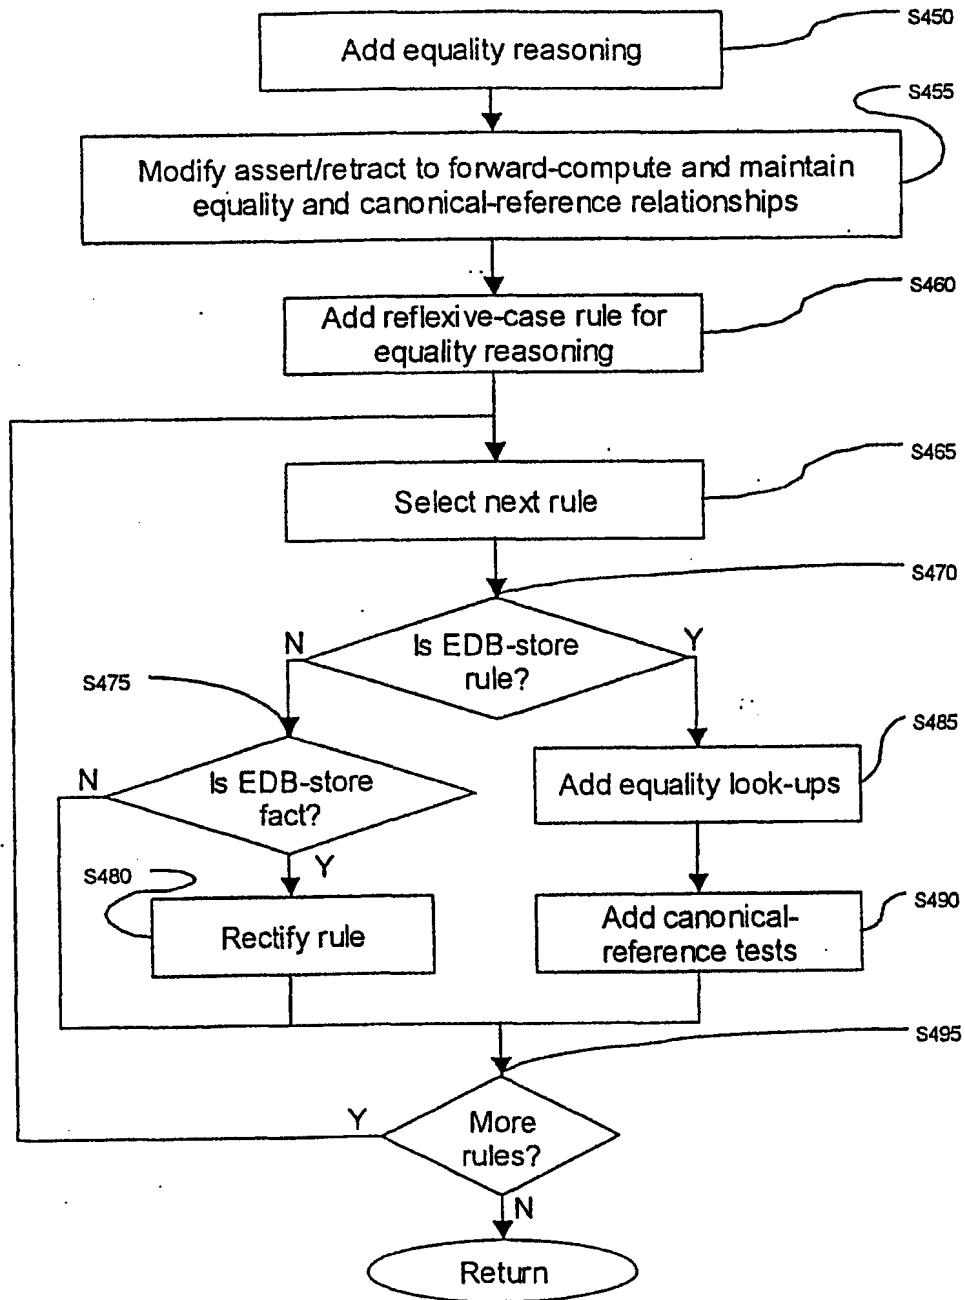 S450
Add equality reasoning
S455
Modify assert/retract to forward-compute and maintain
equality and canonical-reference relationships
S460
Add reflexive-case rule for
equality reasoning
S465
Select next rule
S470
N
Is EDB-store
rule?
Y
S475
S485
N
Is EDB-store
fact?
Add equality look-ups
Y
S480
S490
Rectify rule
Add canonical-
reference tests
S495
Y
More
rules?
N
Return